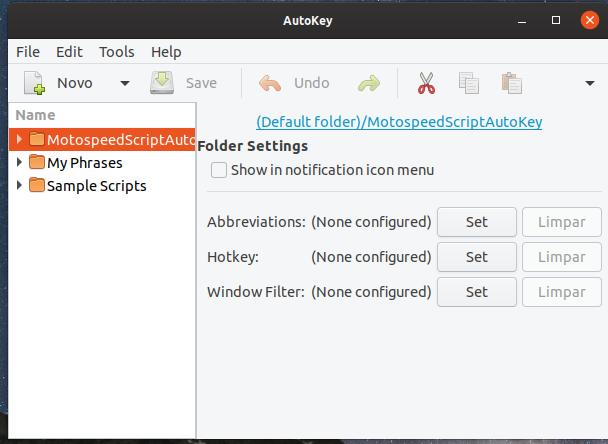 AutoKey
File Edit Tools Help
Novo Save Undo
Name
MotospeedScriptAuto
My Phrases
Sample Scripts
(Default folder)/MotospeedScriptAutoKey
Folder Settings
Show in notification icon menu
Abbreviations: (None configured) Set Limpar
Hotkey: (None configured) Set Limpar
Window Filter: (None configured) Set Limpar